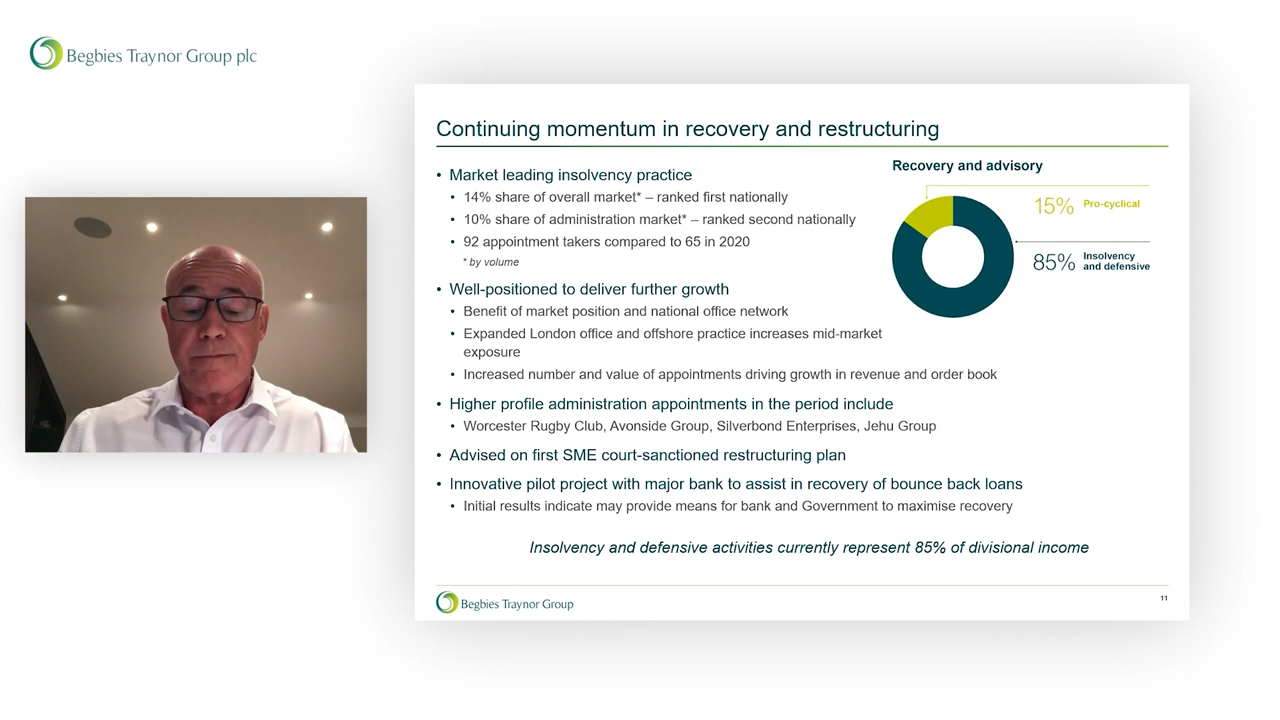 Begbies Traynor Group plc
Continuing momentum in recovery and restructuring
• Market leading insolvency practice
• 14% share of overall market* – ranked first nationally
• 10% share of administration market* – ranked second nationally
• 92 appointment takers compared to 65 in 2020
* by volume
• Well-positioned to deliver further growth
• Benefit of market position and national office network
• Expanded London office and offshore practice increases mid-market
exposure
• Increased number and value of appointments driving growth in revenue and order book
• Higher profile administration appointments in the period include
• Worcester Rugby Club, Avonside Group, Silverbond Enterprises, Jehu Group
• Advised on first SME court-sanctioned restructuring plan
• Innovative pilot project with major bank to assist in recovery of bounce back loans
• Initial results indicate may provide means for bank and Government to maximise recovery
Recovery and advisory
15% Pro-cyclical
85% Insolvency
and defensive
Insolvency and defensive activities currently represent 85% of divisional income
Begbies Traynor Group
11